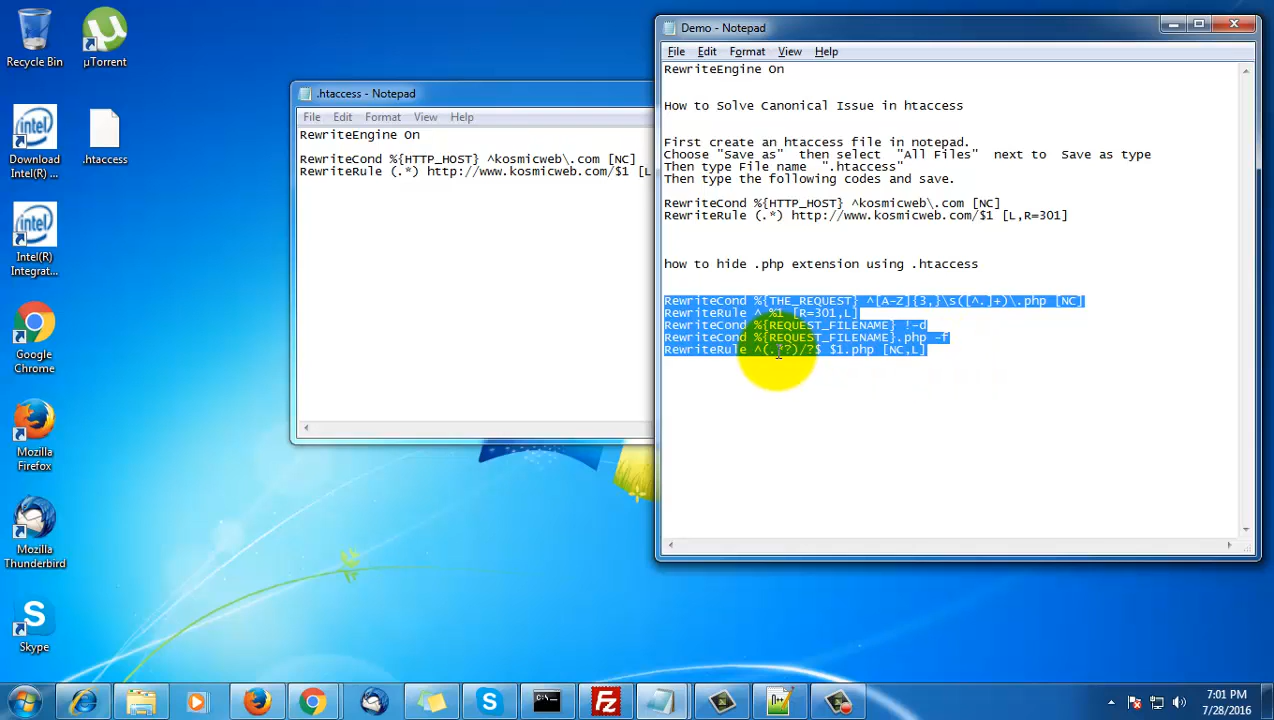 Recycle Bin
µTorrent
Download
Intel(R) ...
.htaccess
Intel(R)
Integrat...
Google
Chrome
Mozilla
Firefox
Mozilla
Thunderbird
Skype
.htaccess - Notepad
File Edit Format View Help
RewriteEngine On
RewriteCond %{HTTP_HOST} ^kosmicweb\.com [NC]
RewriteRule (.*) http://www.kosmicweb.com/$1 [L
Demo - Notepad
File Edit Format View Help
RewriteEngine On
How to Solve Canonical Issue in htaccess
First create an htaccess file in notepad.
Choose "Save as" then select "All Files" next to Save as type
Then type File name ".htaccess"
Then type the following codes and save.
RewriteCond %{HTTP_HOST} ^kosmicweb\.com [NC]
RewriteRule (.*) http://www.kosmicweb.com/$1 [L,R=301]
how to hide .php extension using .htaccess
RewriteCond %{THE_REQUEST} ^[A-Z]{3,}\s([^.]+)\.php [NC]
RewriteRule ^ %1 [R=301,L]
RewriteCond %{REQUEST_FILENAME} !-d
RewriteCond %{REQUEST_FILENAME}.php -f
RewriteRule ^(.*?)/?$ $1.php [NC,L]
7:01 PM
7/28/2016